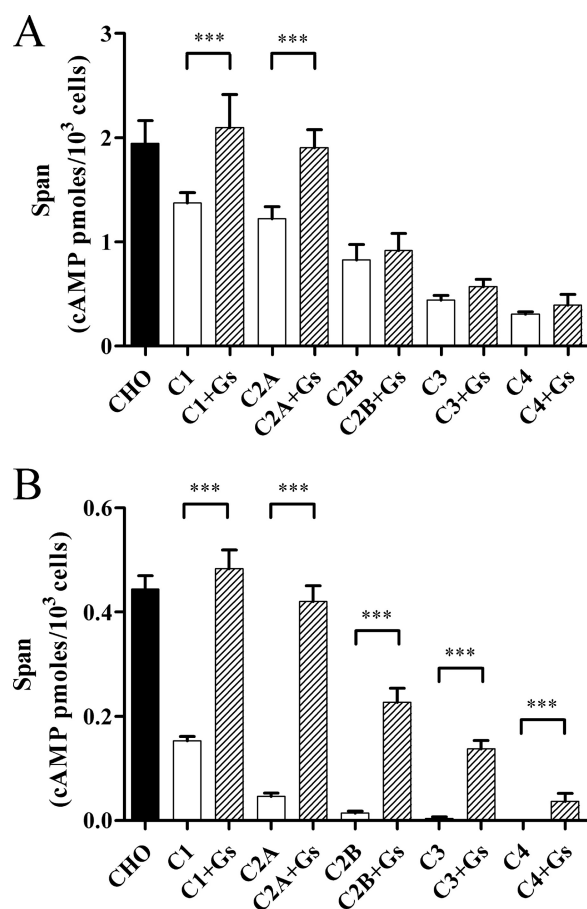 A
*** ***
3
2
1
0
Span
(cAMP pmoles/10³ cells)
CHO
C1
C1+Gs
C2A
C2A+Gs
C2B
C2B+Gs
C3
C3+Gs
C4
C4+Gs
B
*** *** *** *** ***
0.6
0.4
0.2
0.0
Span
(cAMP pmoles/10³ cells)
CHO
C1
C1+Gs
C2A
C2A+Gs
C2B
C2B+Gs
C3
C3+Gs
C4
C4+Gs